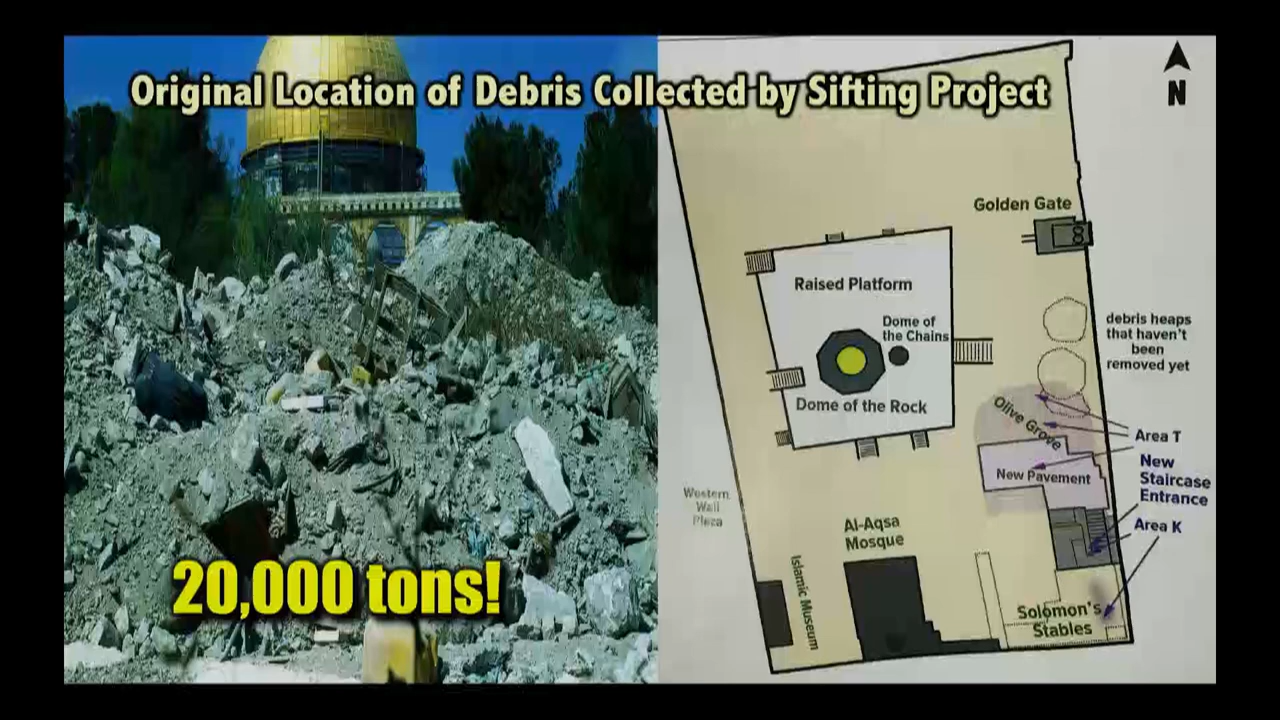 Original Location of Debris Collected by Sifting Project
20,000 tons!
N
Golden Gate
Raised Platform
Dome of
the Chains
debris heaps
that haven't
been
removed yet
Dome of the Rock
Olive Grove
Area T
New Pavement
New
Staircase
Entrance
Western
Wall
Plaza
Al-Aqsa
Mosque
Area K
Islamic Museum
Solomon's
Stables